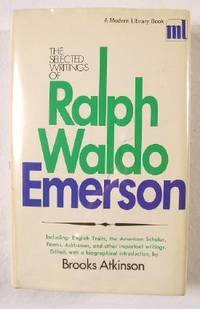 A Modern Library Book
ml
THE
SELECTED
WRITINGS
OF
Ralph
Waldo
Emerson
Including: English Traits, the American Scholar,
Poems, Addresses, and other important writings.
Edited, with a biographical introduction, by
Brooks Atkinson